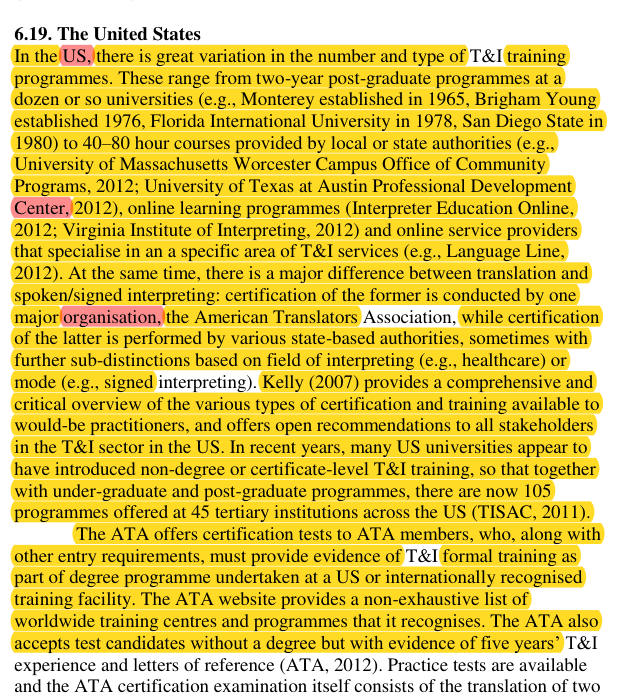 6.19. The United States
In the US, there is great variation in the number and type of T&I training
programmes. These range from two-year post-graduate programmes at a
dozen or so universities (e.g., Monterey established in 1965, Brigham Young
established 1976, Florida International University in 1978, San Diego State in
1980) to 40–80 hour courses provided by local or state authorities (e.g.,
University of Massachusetts Worcester Campus Office of Community
Programs, 2012; University of Texas at Austin Professional Development
Center, 2012), online learning programmes (Interpreter Education Online,
2012; Virginia Institute of Interpreting, 2012) and online service providers
that specialise in an a specific area of T&I services (e.g., Language Line,
2012). At the same time, there is a major difference between translation and
spoken/signed interpreting: certification of the former is conducted by one
major organisation, the American Translators Association, while certification
of the latter is performed by various state-based authorities, sometimes with
further sub-distinctions based on field of interpreting (e.g., healthcare) or
mode (e.g., signed interpreting). Kelly (2007) provides a comprehensive and
critical overview of the various types of certification and training available to
would-be practitioners, and offers open recommendations to all stakeholders
in the T&I sector in the US. In recent years, many US universities appear to
have introduced non-degree or certificate-level T&I training, so that together
with under-graduate and post-graduate programmes, there are now 105
programmes offered at 45 tertiary institutions across the US (TISAC, 2011).
The ATA offers certification tests to ATA members, who, along with
other entry requirements, must provide evidence of T&I formal training as
part of degree programme undertaken at a US or internationally recognised
training facility. The ATA website provides a non-exhaustive list of
worldwide training centres and programmes that it recognises. The ATA also
accepts test candidates without a degree but with evidence of five years’ T&I
experience and letters of reference (ATA, 2012). Practice tests are available
and the ATA certification examination itself consists of the translation of two